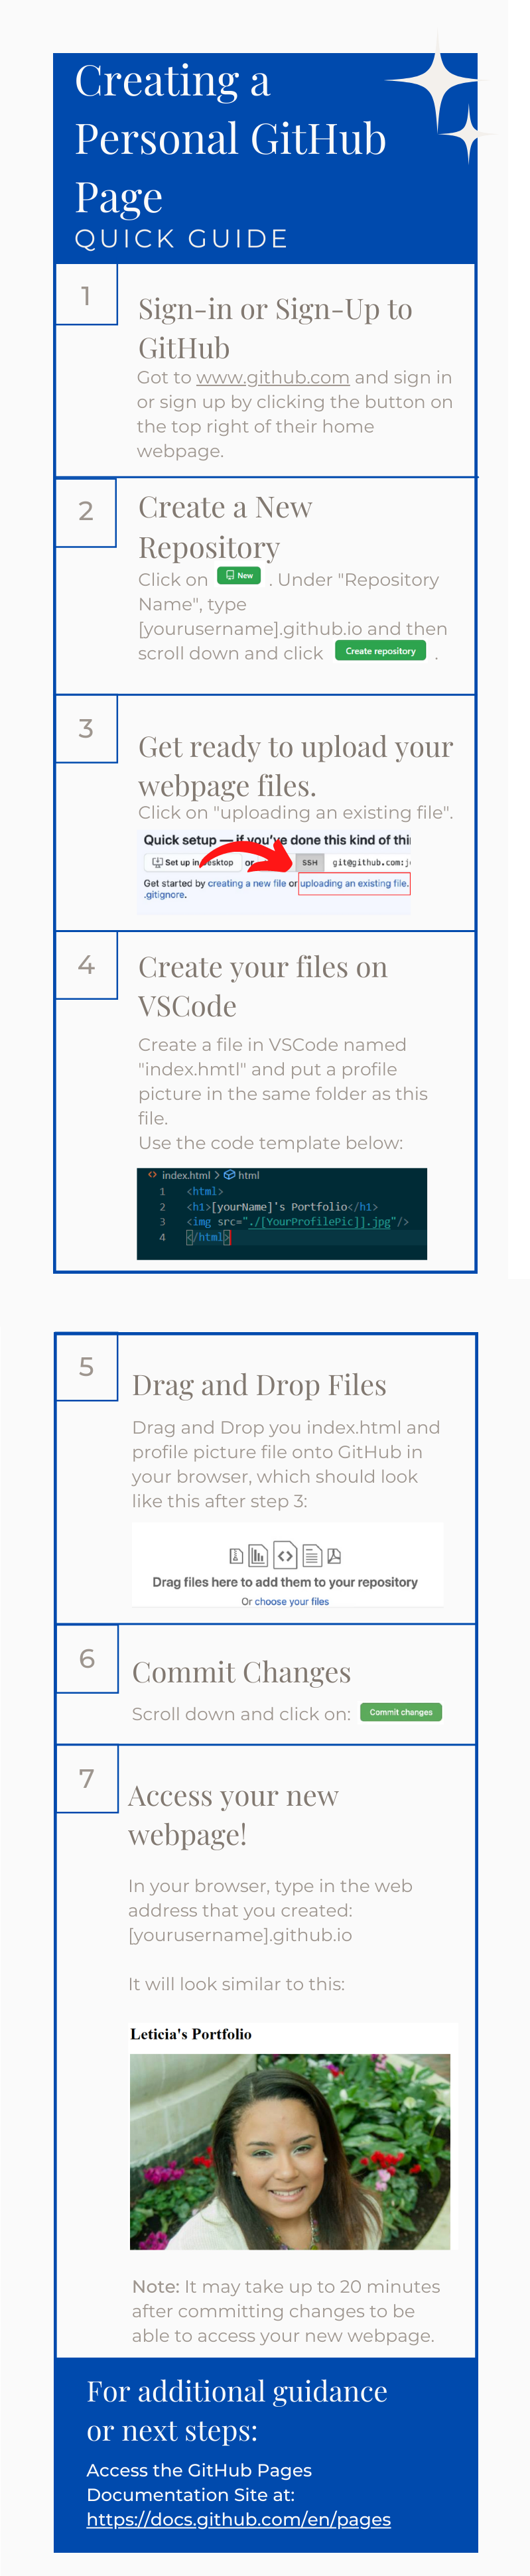 Creating a
Personal GitHub
Page
QUICK GUIDE
1
Sign-in or Sign-Up to
GitHub
Got to www.github.com and sign in
or sign up by clicking the button on
the top right of their home
webpage.
2
Create a New
Repository
Click on New . Under "Repository
Name", type
[yourusername].github.io and then
scroll down and click Create repository .
3
Get ready to upload your
webpage files.
Click on "uploading an existing file".
Quick setup — if you've done this kind of thi
Set up in esktop or SSH git@github.com:j
Get started by creating a new file or uploading an existing file.
.gitignore.
4
Create your files on
VSCode
Create a file in VSCode named
"index.hmtl" and put a profile
picture in the same folder as this
file.
Use the code template below:
<> index.html > html
1 <html>
2 <h1>[yourName]'s Portfolio</h1>
3 <img src="./[YourProfilePic]].jpg"/>
4 </html>
5
Drag and Drop Files
Drag and Drop you index.html and
profile picture file onto GitHub in
your browser, which should look
like this after step 3:
Drag files here to add them to your repository
Or choose your files
6
Commit Changes
Scroll down and click on: Commit changes
7
Access your new
webpage!
In your browser, type in the web
address that you created:
[yourusername].github.io
It will look similar to this:
Leticia's Portfolio
Note: It may take up to 20 minutes
after committing changes to be
able to access your new webpage.
For additional guidance
or next steps:
Access the GitHub Pages
Documentation Site at:
https://docs.github.com/en/pages